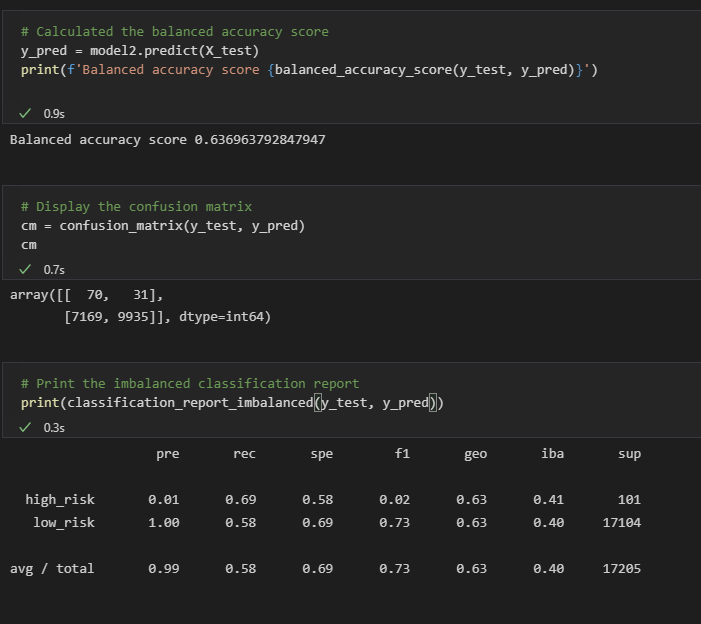 # Calculated the balanced accuracy score
y_pred = model2.predict(X_test)
print(f'Balanced accuracy score {balanced_accuracy_score(y_test, y_pred)}')
0.9s
Balanced accuracy score 0.636963792847947
# Display the confusion matrix
cm = confusion_matrix(y_test, y_pred)
cm
0.7s
array([[  70,   31],
       [7169, 9935]], dtype=int64)
# Print the imbalanced classification report
print(classification_report_imbalanced(y_test, y_pred))
0.3s
pre rec spe f1 geo iba sup
high_risk 0.01 0.69 0.58 0.02 0.63 0.41 101
low_risk 1.00 0.58 0.69 0.73 0.63 0.40 17104
avg / total 0.99 0.58 0.69 0.73 0.63 0.40 17205